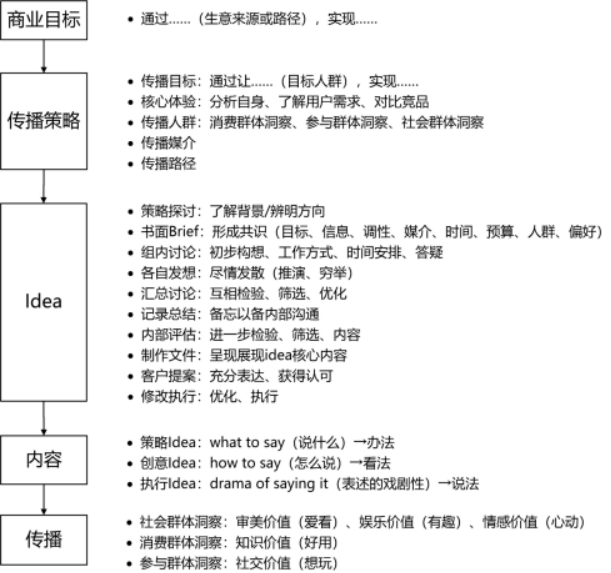 商业目标
• 通过……（生意来源或路径），实现……
传播策略
• 传播目标：通过让……（目标人群），实现……
• 核心体验：分析自身、了解用户需求、对比竞品
• 传播人群：消费群体洞察、参与群体洞察、社会群体洞察
• 传播媒介
• 传播路径
Idea
• 策略探讨：了解背景/辨明方向
• 书面Brief：形成共识（目标、信息、调性、媒介、时间、预算、人群、偏好）
• 组内讨论：初步构想、工作方式、时间安排、答疑
• 各自发想：尽情发散（推演、穷举）
• 汇总讨论：互相检验、筛选、优化
• 记录总结：备忘以备内部沟通
• 内部评估：进一步检验、筛选、内容
• 制作文件：呈现展现idea核心内容
• 客户提案：充分表达、获得认可
• 修改执行：优化、执行
内容
• 策略Idea：what to say（说什么）→办法
• 创意Idea：how to say（怎么说）→看法
• 执行Idea：drama of saying it（表述的戏剧性）→说法
传播
• 社会群体洞察：审美价值（爱看）、娱乐价值（有趣）、情感价值（心动）
• 消费群体洞察：知识价值（好用）
• 参与群体洞察：社交价值（想玩）